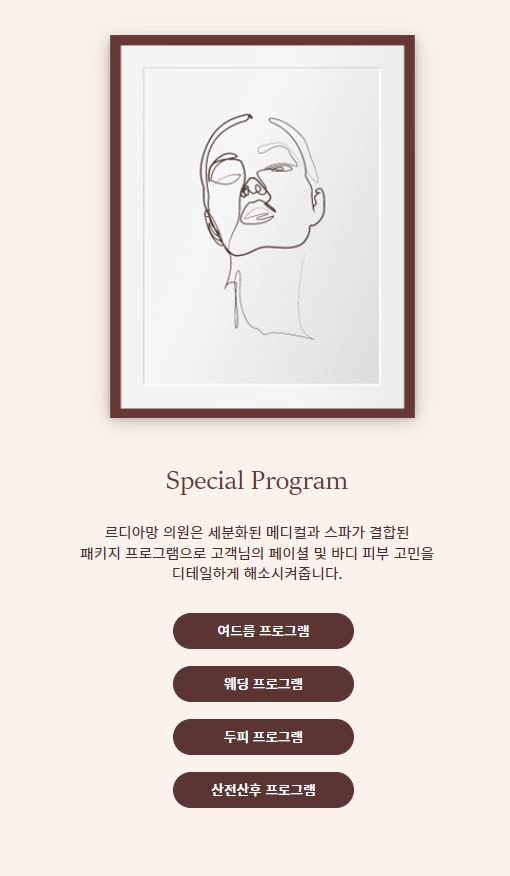 Special Program
르디아망 의원은 세분화된 메디컬과 스파가 결합된
패키지 프로그램으로 고객님의 페이셜 및 바디 피부 고민을
디테일하게 해소시켜줍니다.
여드름 프로그램
웨딩 프로그램
두피 프로그램
산전산후 프로그램